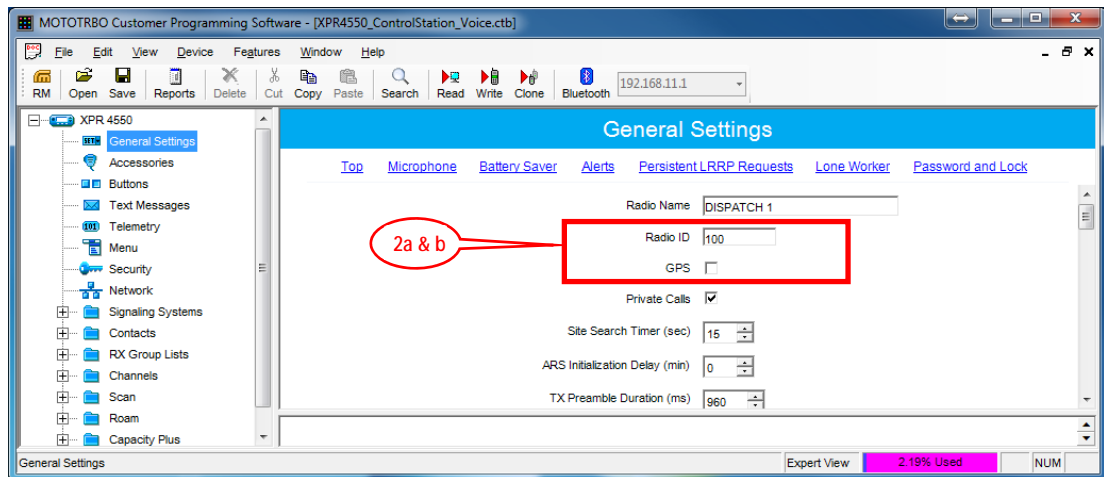 MOTOTRBO Customer Programming Software - [XPR4550_ControlStation_Voice.ctb]
File Edit View Device Features Window Help
RM Open Save Reports Delete Cut Copy Paste Search Read Write Clone Bluetooth 192.168.11.1
XPR 4550
General Settings
Accessories
Buttons
Text Messages
Telemetry
Menu
Security
Network
Signaling Systems
Contacts
RX Group Lists
Channels
Scan
Roam
Capacity Plus
General Settings
Top Microphone Battery Saver Alerts Persistent LRRP Requests Lone Worker Password and Lock
Radio Name DISPATCH 1
2a & b
Radio ID 100
GPS
Private Calls
Site Search Timer (sec) 15
ARS Initialization Delay (min) 0
TX Preamble Duration (ms) 960
General Settings Expert View 2.19% Used NUM